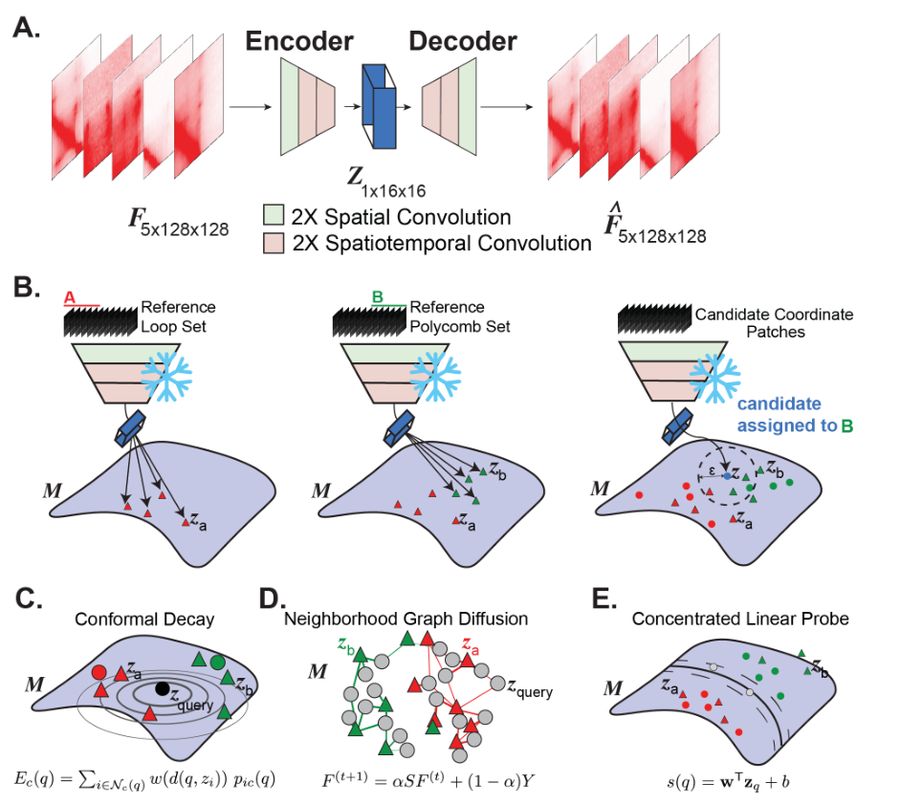 A.
Encoder Decoder
Z1x16x16
F5x128x128
F̂5x128x128
2X Spatial Convolution
2X Spatiotemporal Convolution
B.
A
Reference
Loop Set
B
Reference
Polycomb Set
Candidate Coordinate
Patches
candidate
assigned to B
M
za
M
zb
za
M
ε
z
zb
za
C.
Conformal Decay
M
za
zb
zquery
Ec(q) = ∑i∈Nc(q) w(d(q, zi)) pic(q)
D.
Neighborhood Graph Diffusion
zb
za
M
zquery
F(t+1) = αSF(t) + (1 − α)Y
E.
Concentrated Linear Probe
M
za
zb
s(q) = w⊤zq + b